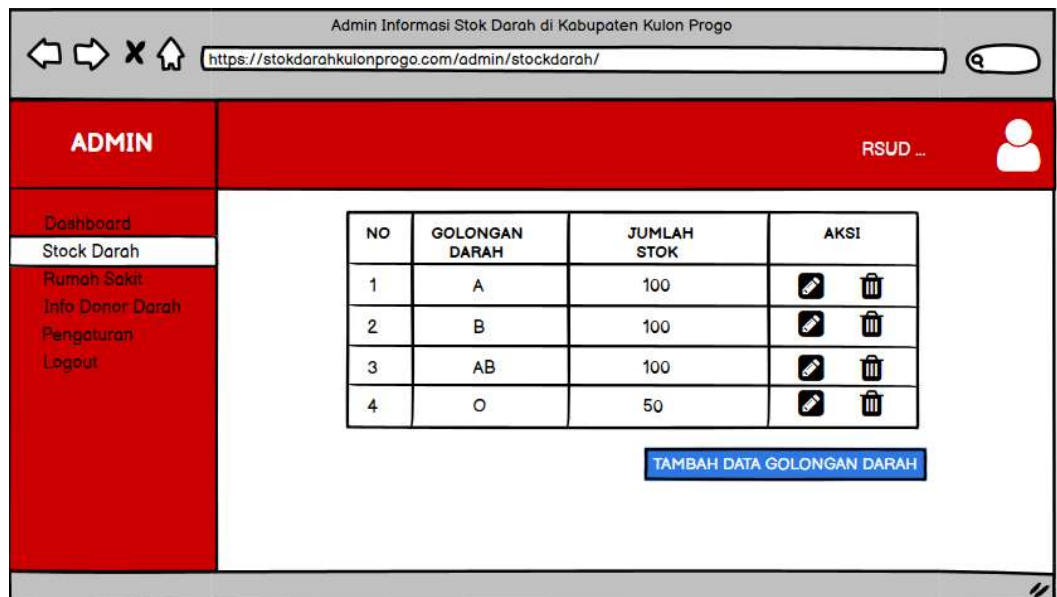 Admin Informasi Stok Darah di Kabupaten Kulon Progo
https://stokdarahkulonprogo.com/admin/stockdarah/
ADMIN
RSUD ...
Dashboard
Stock Darah
Rumah Sakit
Info Donor Darah
Pengaturan
Logout
NO GOLONGAN DARAH JUMLAH STOK AKSI
1 A 100
2 B 100
3 AB 100
4 O 50
TAMBAH DATA GOLONGAN DARAH